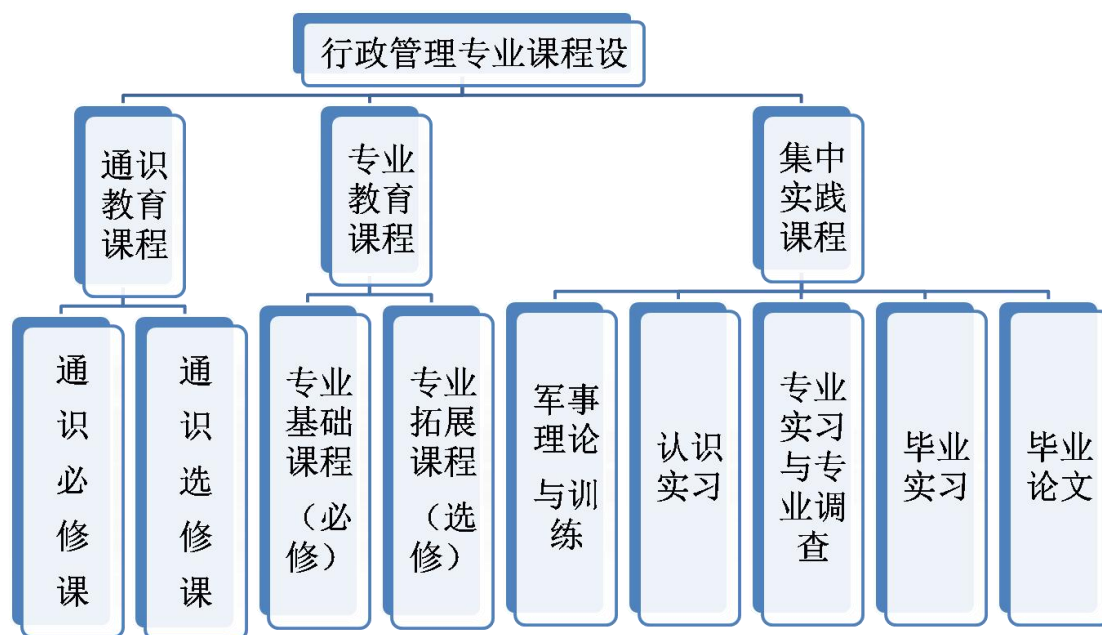 行政管理专业课程设
通识
教育
课程
专业
教育
课程
集中
实践
课程
通
识
必
修
课
通
识
选
修
课
专业
基础
课程
（必
修）
专业
拓展
课程
（选
修）
军事
理论
与训
练
认识
实习
专业
实习
与专
业调
查
毕业
实习
毕业
论文